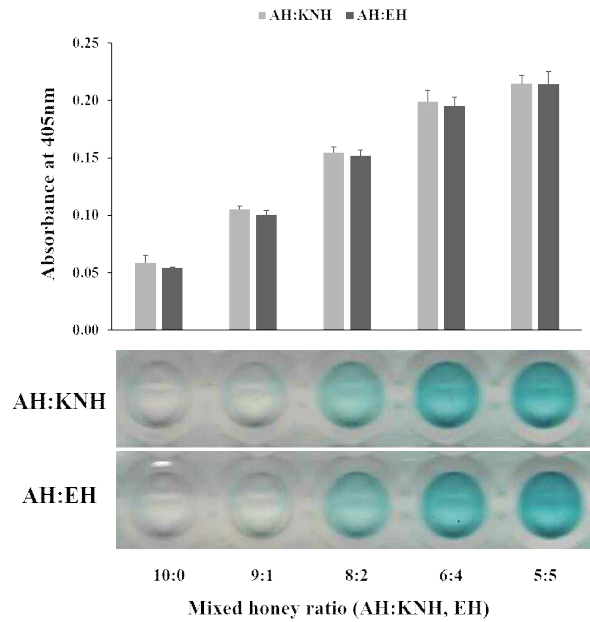 AH:KNH AH:EH
Absorbance at 405nm
0.25
0.20
0.15
0.10
0.05
0.00
AH:KNH
AH:EH
10:0 9:1 8:2 6:4 5:5
Mixed honey ratio (AH:KNH, EH)